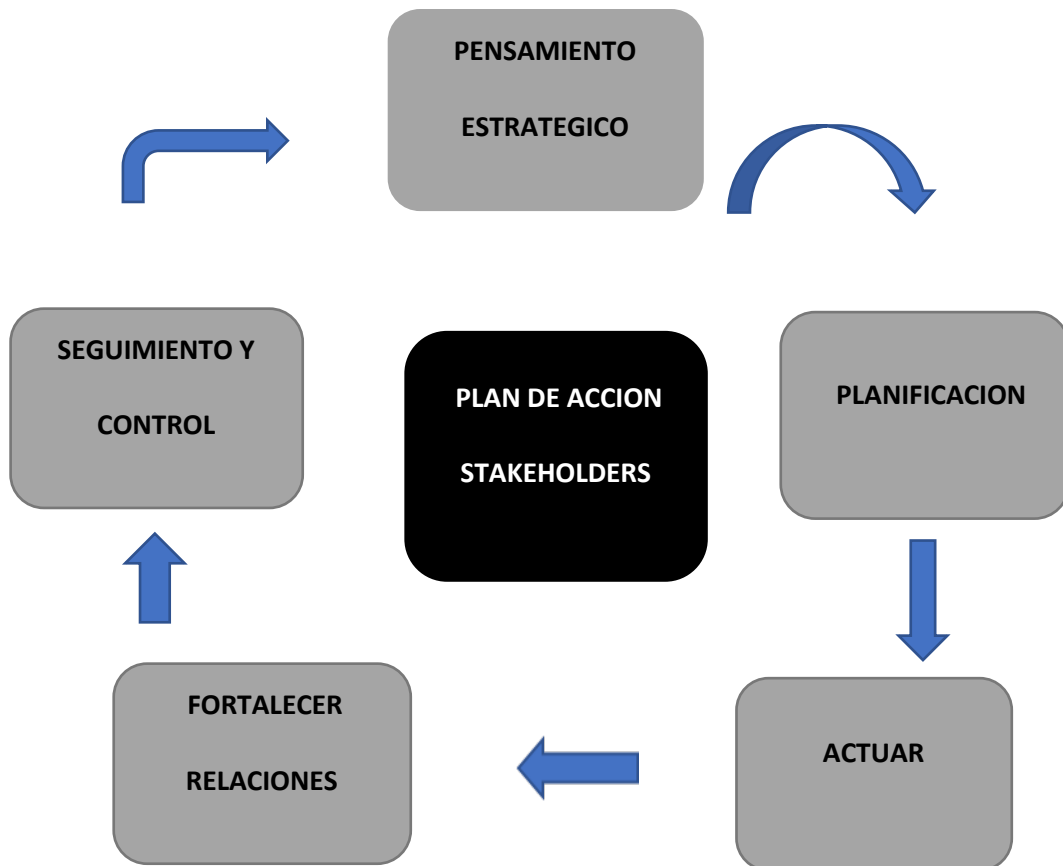 PENSAMIENTO
ESTRATEGICO
SEGUIMIENTO Y
CONTROL
PLAN DE ACCION
STAKEHOLDERS
PLANIFICACION
FORTALECER
RELACIONES
ACTUAR